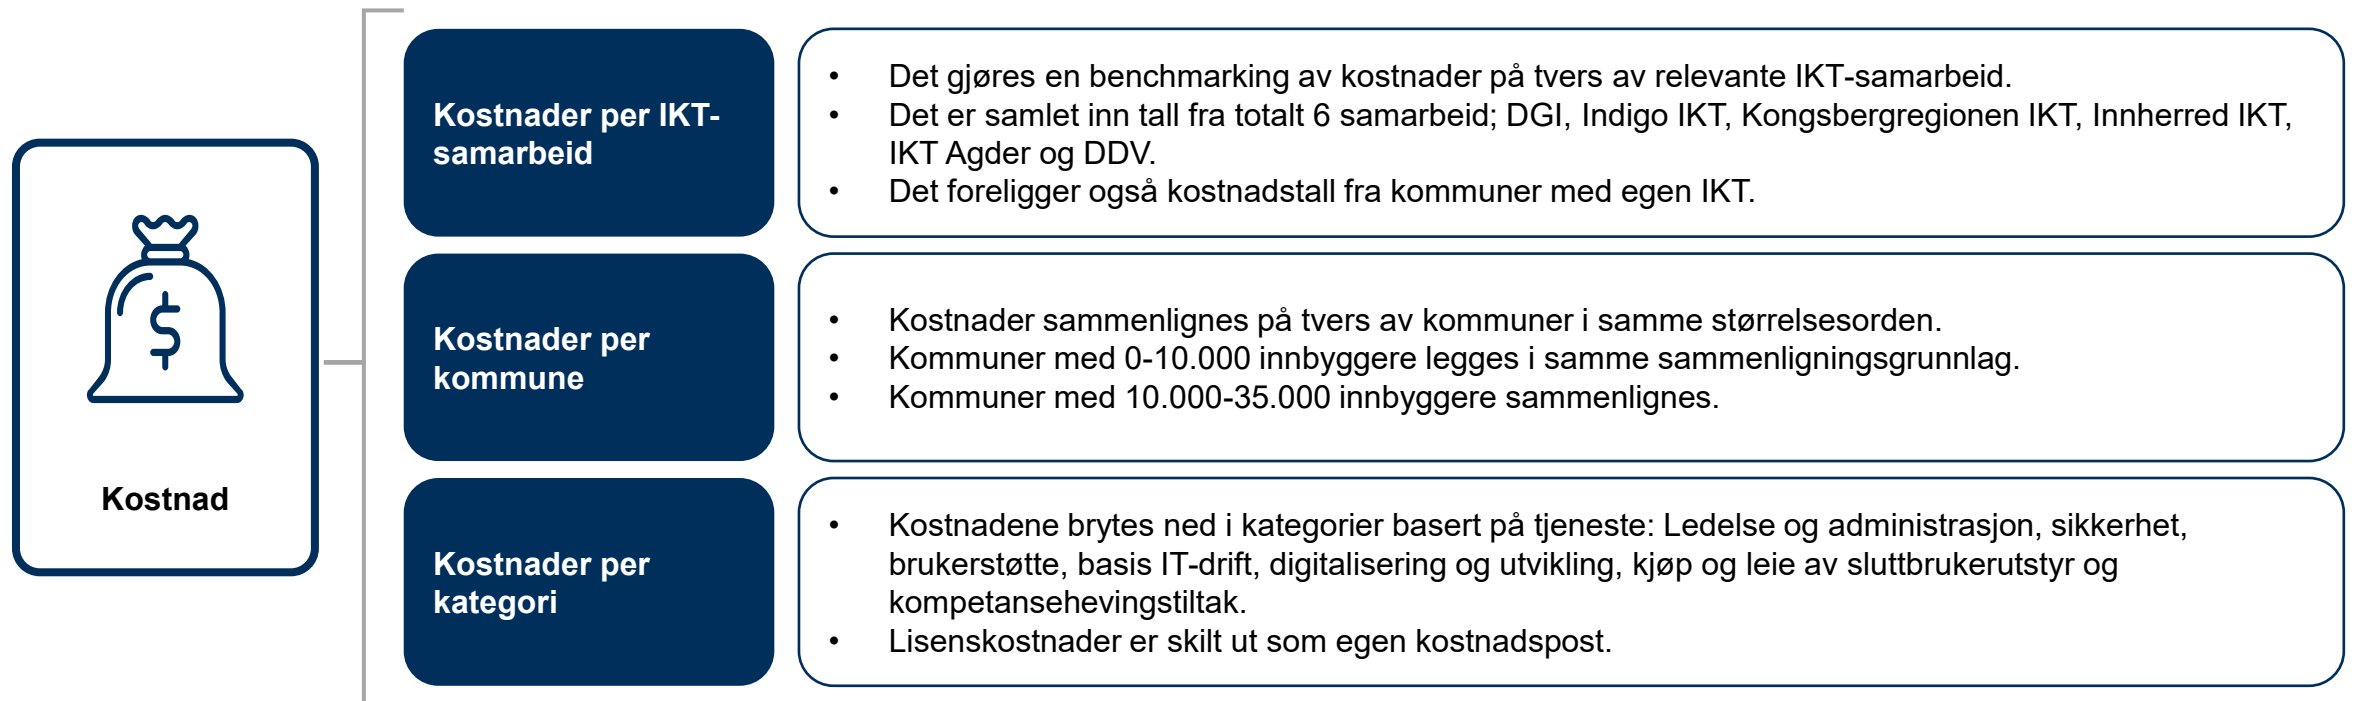 Kostnader per IKT-
samarbeid
• Det gjøres en benchmarking av kostnader på tvers av relevante IKT-samarbeid.
• Det er samlet inn tall fra totalt 6 samarbeid; DGI, Indigo IKT, Kongsbergregionen IKT, Innherred IKT,
IKT Agder og DDV.
• Det foreligger også kostnadstall fra kommuner med egen IKT.
$
Kostnad
Kostnader per
kommune
• Kostnader sammenlignes på tvers av kommuner i samme størrelsesorden.
• Kommuner med 0-10.000 innbyggere legges i samme sammenligningsgrunnlag.
• Kommuner med 10.000-35.000 innbyggere sammenlignes.
Kostnader per
kategori
• Kostnadene brytes ned i kategorier basert på tjeneste: Ledelse og administrasjon, sikkerhet,
brukerstøtte, basis IT-drift, digitalisering og utvikling, kjøp og leie av sluttbrukerutstyr og
kompetansehevingstiltak.
• Lisenskostnader er skilt ut som egen kostnadspost.